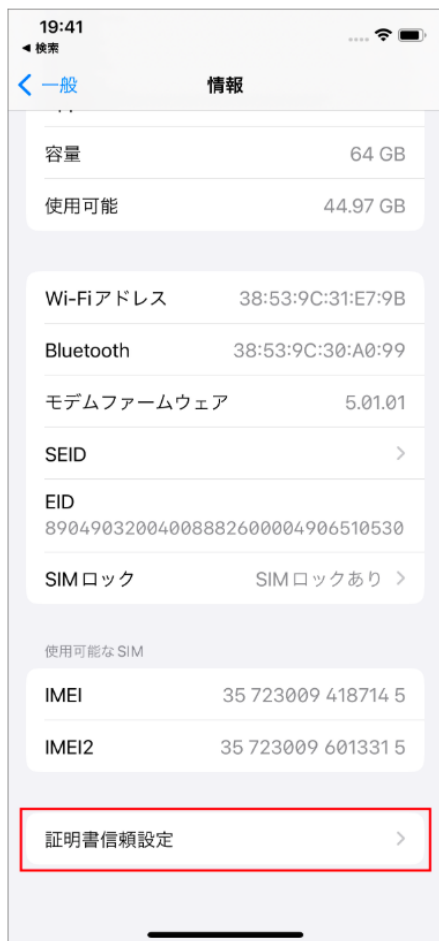 19:41
◀ 検索
一般
情報
容量 64 GB
使用可能 44.97 GB
Wi-Fiアドレス 38:53:9C:31:E7:9B
Bluetooth 38:53:9C:30:A0:99
モデムファームウェア 5.01.01
SEID
EID
89049032004008882600004906510530
SIMロック SIMロックあり
使用可能なSIM
IMEI 35 723009 418714 5
IMEI2 35 723009 601331 5
証明書信頼設定